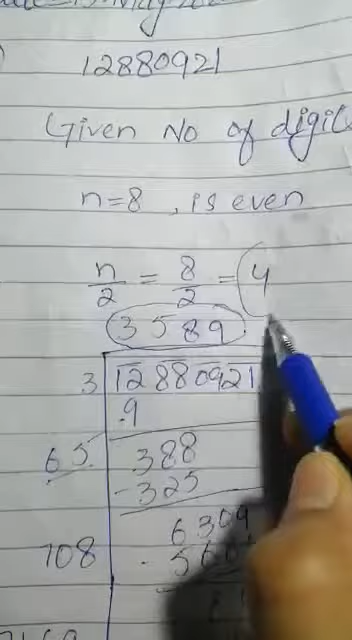 12880921
Given No of digit
n=8 , is even
n/2 = 8/2 = 4
3589
3 12880921
9
65 388
-325
6309
708